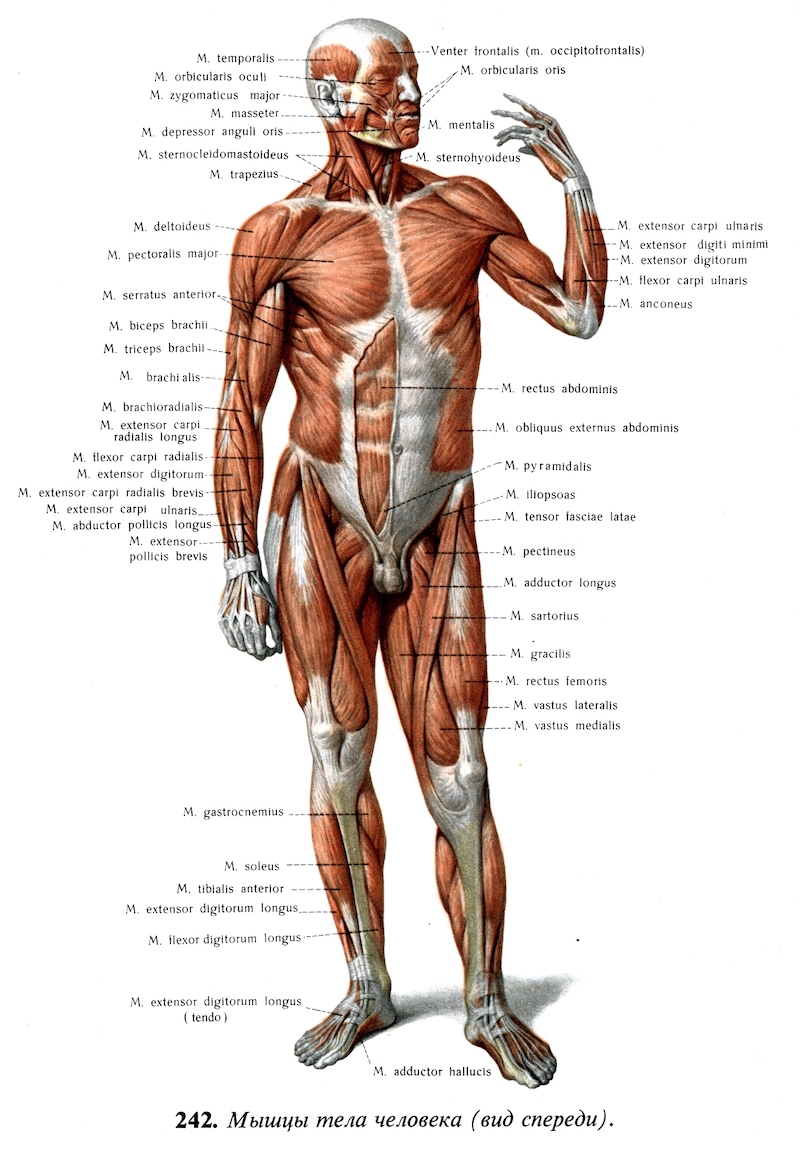 M. temporalis
M. orbicularis oculi
M. zygomaticus major
M. masseter
M. depressor anguli oris
M. sternocleidomastoideus
M. trapezius
M. deltoideus
M. pectoralis major
M. serratus anterior
M. biceps brachii
M. triceps brachii
M. brachialis
M. brachioradialis
M. extensor carpi
radialis longus
M. flexor carpi radialis
M. extensor digitorum
M. extensor carpi radialis brevis
M. extensor carpi ulnaris
M. abductor pollicis longus
M. extensor
pollicis brevis
M. gastrocnemius
M. soleus
M. tibialis anterior
M. extensor digitorum longus
M. flexor digitorum longus
M. extensor digitorum longus
(tendo)
Venter frontalis (m. occipitofrontalis)
M. orbicularis oris
M. mentalis
M. sternohyoideus
M. extensor carpi ulnaris
M. extensor digiti minimi
M. extensor digitorum
M. flexor carpi ulnaris
M. anconeus
M. rectus abdominis
M. obliquus externus abdominis
M. pyramidalis
M. iliopsoas
M. tensor fasciae latae
M. pectineus
M. adductor longus
M. sartorius
M. gracilis
M. rectus femoris
M. vastus lateralis
M. vastus medialis
M. adductor hallucis
242. Мышцы тела человека (вид спереди).